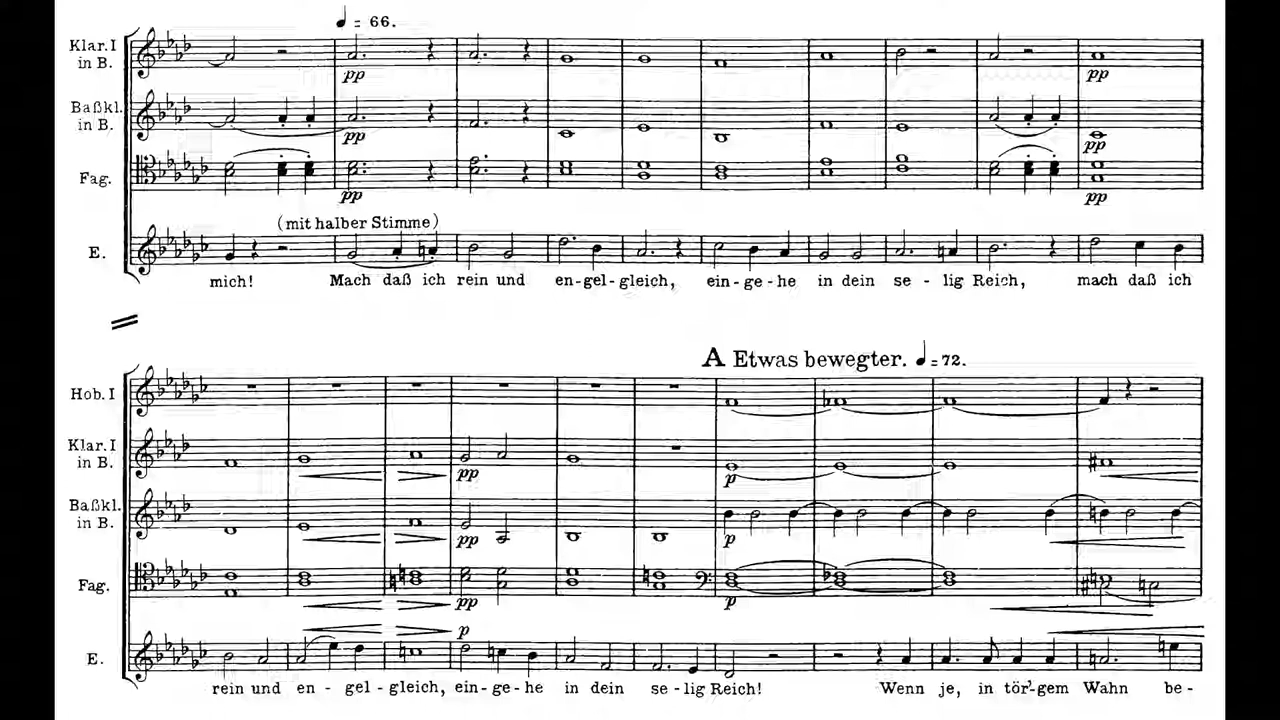 ♩ = 66.
Klar. I
in B.
pp pp
Baßkl.
in B.
pp pp
Fag.
pp pp
(mit halber Stimme)
E.
mich! Mach daß ich rein und en-gel-gleich, ein-ge-he in dein se-lig Reich, mach daß ich
A Etwas bewegter. ♩=72.
Hob. I
Klar. I
in B.
pp p
Baßkl.
in B.
pp p
Fag.
pp p
p
E.
rein und en-gel-gleich, ein-ge-he in dein se-lig Reich! Wenn je, in tör'-gem Wahn be-